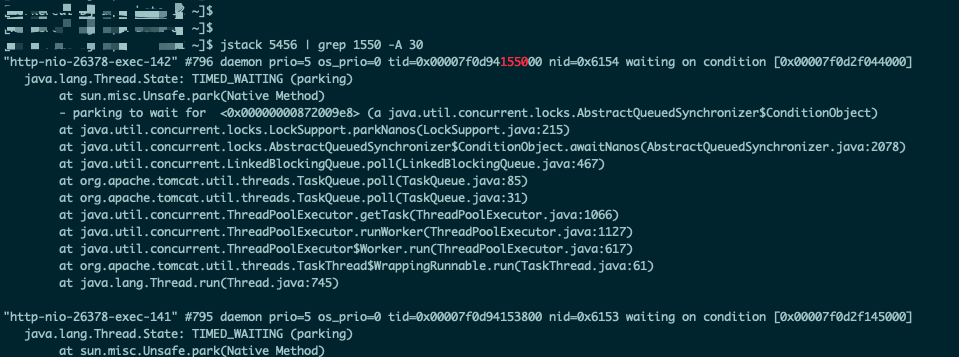 ~]$
~]$
~]$ jstack 5456 | grep 1550 -A 30
"http-nio-26378-exec-142" #796 daemon prio=5 os_prio=0 tid=0x00007f0d94155000 nid=0x6154 waiting on condition [0x00007f0d2f044000]
java.lang.Thread.State: TIMED_WAITING (parking)
at sun.misc.Unsafe.park(Native Method)
- parking to wait for  <0x00000000872009e8> (a java.util.concurrent.locks.AbstractQueuedSynchronizer$ConditionObject)
at java.util.concurrent.locks.LockSupport.parkNanos(LockSupport.java:215)
at java.util.concurrent.locks.AbstractQueuedSynchronizer$ConditionObject.awaitNanos(AbstractQueuedSynchronizer.java:2078)
at java.util.concurrent.LinkedBlockingQueue.poll(LinkedBlockingQueue.java:467)
at org.apache.tomcat.util.threads.TaskQueue.poll(TaskQueue.java:85)
at org.apache.tomcat.util.threads.TaskQueue.poll(TaskQueue.java:31)
at java.util.concurrent.ThreadPoolExecutor.getTask(ThreadPoolExecutor.java:1066)
at java.util.concurrent.ThreadPoolExecutor.runWorker(ThreadPoolExecutor.java:1127)
at java.util.concurrent.ThreadPoolExecutor$Worker.run(ThreadPoolExecutor.java:617)
at org.apache.tomcat.util.threads.TaskThread$WrappingRunnable.run(TaskThread.java:61)
at java.lang.Thread.run(Thread.java:745)
"http-nio-26378-exec-141" #795 daemon prio=5 os_prio=0 tid=0x00007f0d94153800 nid=0x6153 waiting on condition [0x00007f0d2f145000]
java.lang.Thread.State: TIMED_WAITING (parking)
at sun.misc.Unsafe.park(Native Method)